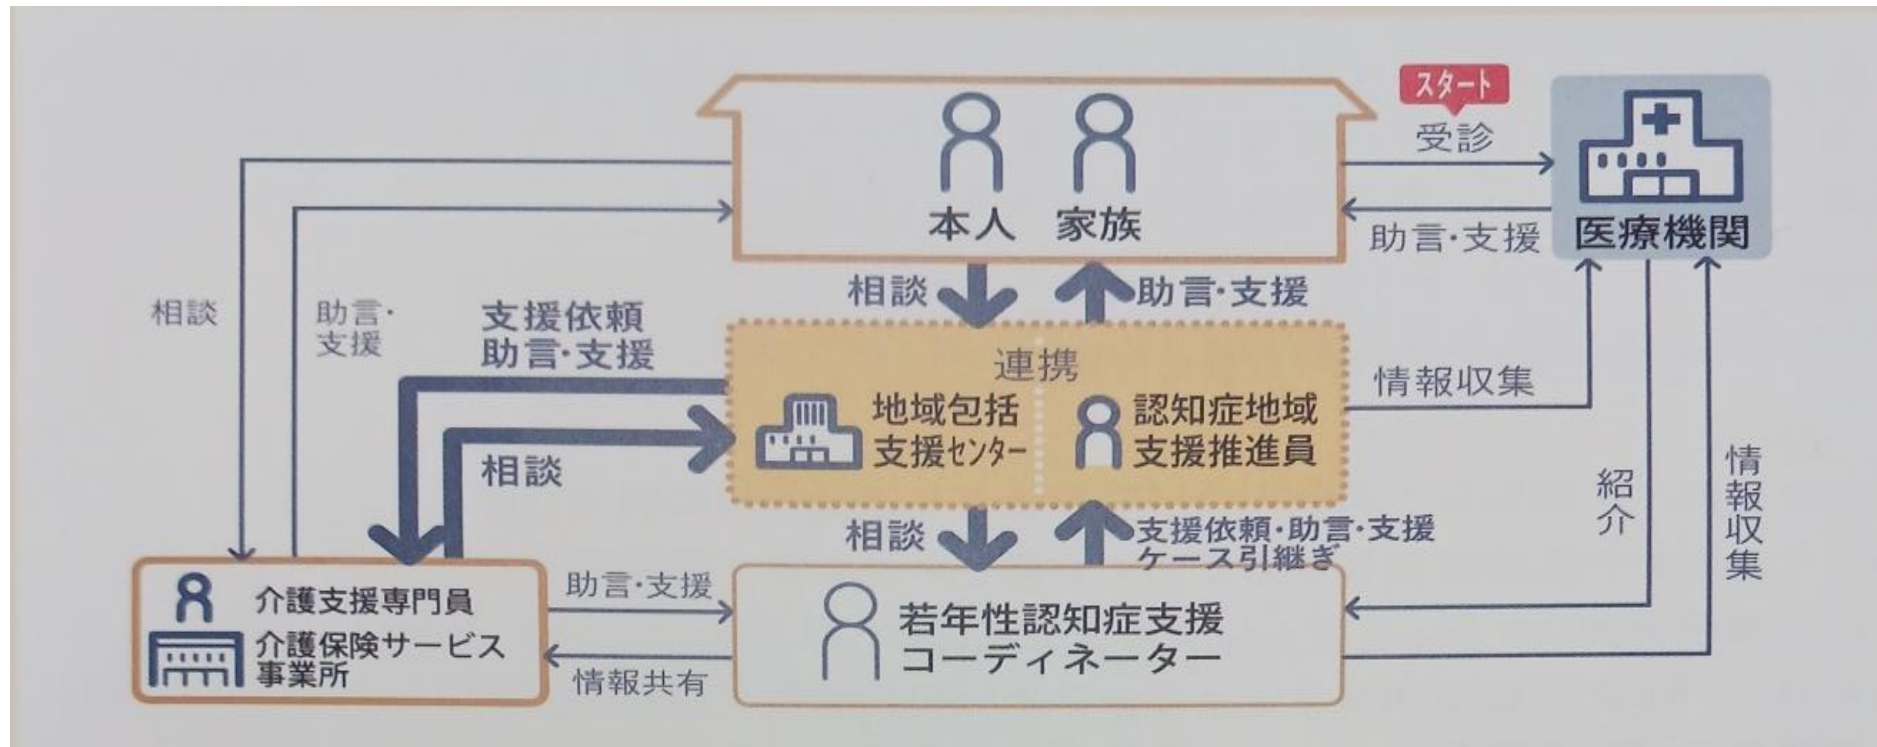 スタート
受診
本人 家族
助言･支援
医療機関
相談
助言･支援
相談
助言･
支援
支援依頼
助言･支援
連携
地域包括
支援センター
認知症地域
支援推進員
情報収集
相談
相談
支援依頼･助言･支援
ケース引継ぎ
紹介
情報収集
介護支援専門員
介護保険サービス
事業所
助言･支援
情報共有
若年性認知症支援
コーディネーター